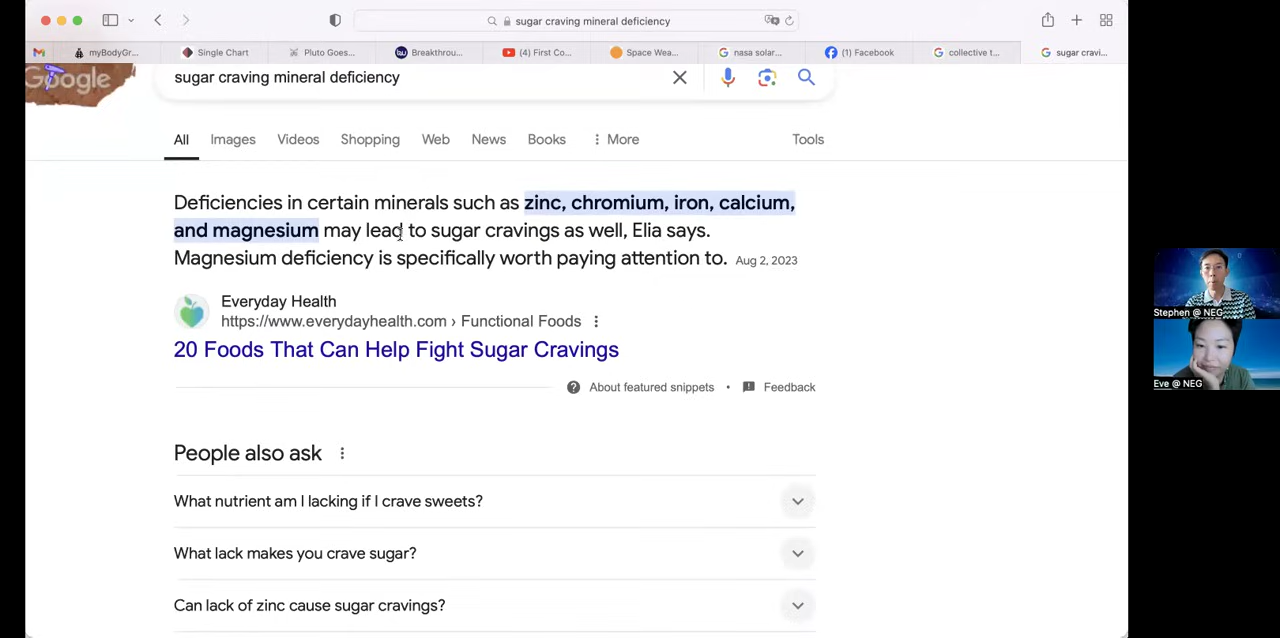 sugar craving mineral deficiency
myBodyGr...
Single Chart
Pluto Goes...
Breakthrou...
(4) First Co...
Space Wea...
nasa solar...
(1) Facebook
collective t...
sugar cravi...
Google
sugar craving mineral deficiency
All Images Videos Shopping Web News Books More Tools
Deficiencies in certain minerals such as zinc, chromium, iron, calcium,
and magnesium may lead to sugar cravings as well, Elia says.
Magnesium deficiency is specifically worth paying attention to. Aug 2, 2023
Everyday Health
https://www.everydayhealth.com › Functional Foods
20 Foods That Can Help Fight Sugar Cravings
About featured snippets • Feedback
People also ask
What nutrient am I lacking if I crave sweets?
What lack makes you crave sugar?
Can lack of zinc cause sugar cravings?
Stephen @ NEG
Eve @ NEG